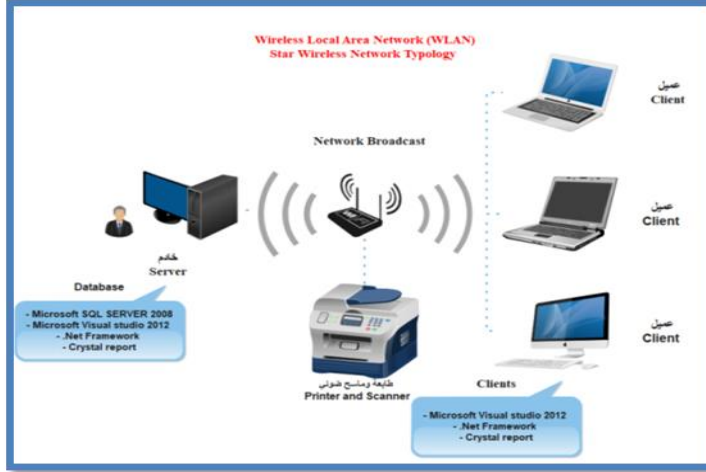 Wireless Local Area Network (WLAN)
Star Wireless Network Typology
عميل
Client
Network Broadcast
عميل
Client
خادم
Server
Database
- Microsoft SQL SERVER 2008
- Microsoft Visual studio 2012
- .Net Framework
- Crystal report
طابعة وماسح ضوئي
Printer and Scanner
عميل
Client
Clients
- Microsoft Visual studio 2012
- .Net Framework
- Crystal report